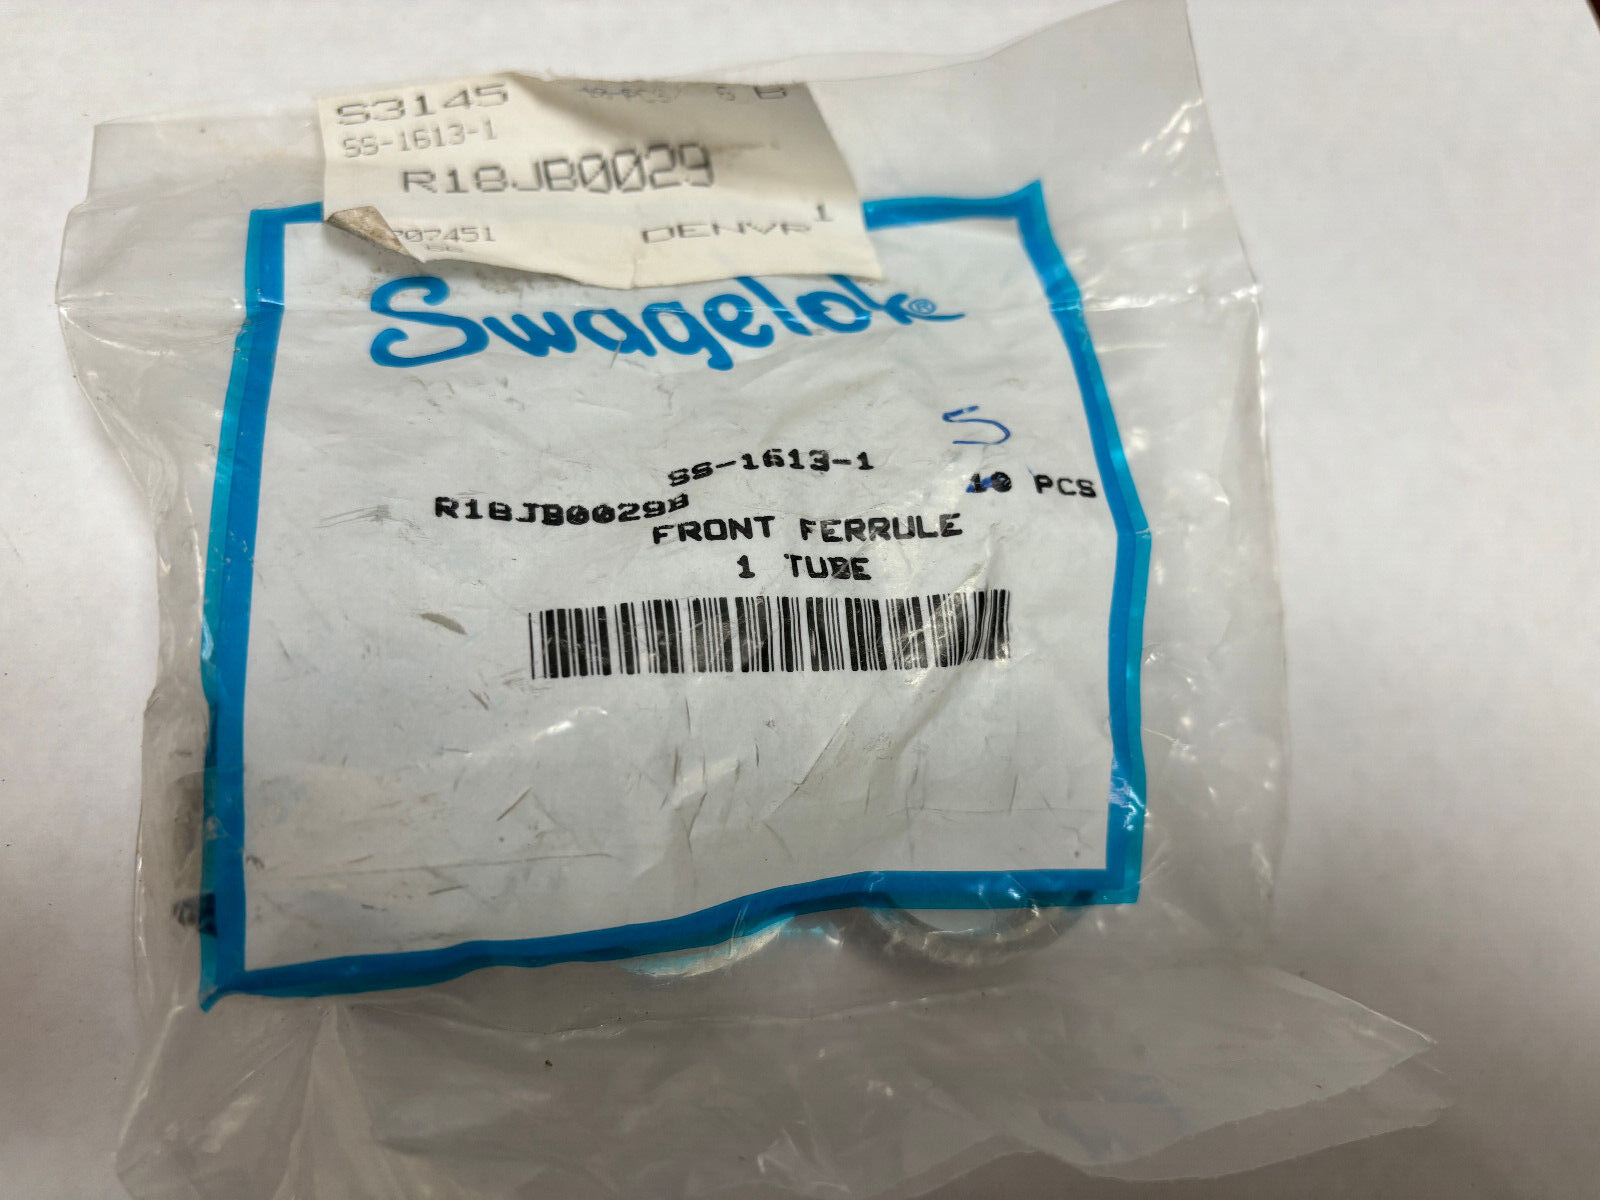 S3145
SS-1613-1
R18JB0029
707451
DENVR 1
Swagelok®
5
SS-1613-1
10 PCS
R18JB0029B
FRONT FERRULE
1 TUBE